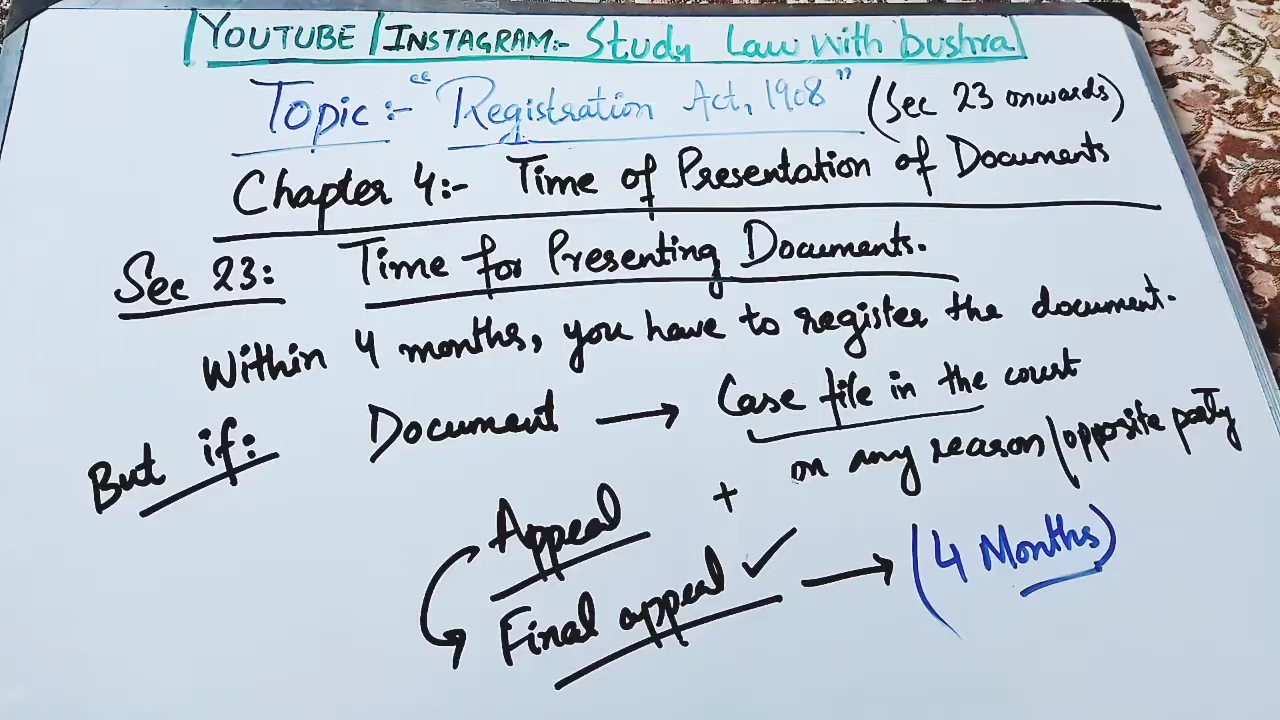 YOUTUBE / INSTAGRAM:- Study Law with bushra
Topic:- "Registration Act, 1908" (Sec 23 onwards)
Chapter 4:- Time of Presentation of Documents
Sec 23: Time for Presenting Documents.
Within 4 months, you have to register the document.
But if: Document → Case file in the court
on any reason/opposite party
+
Appeal
Final appeal ✓ → (4 Months)